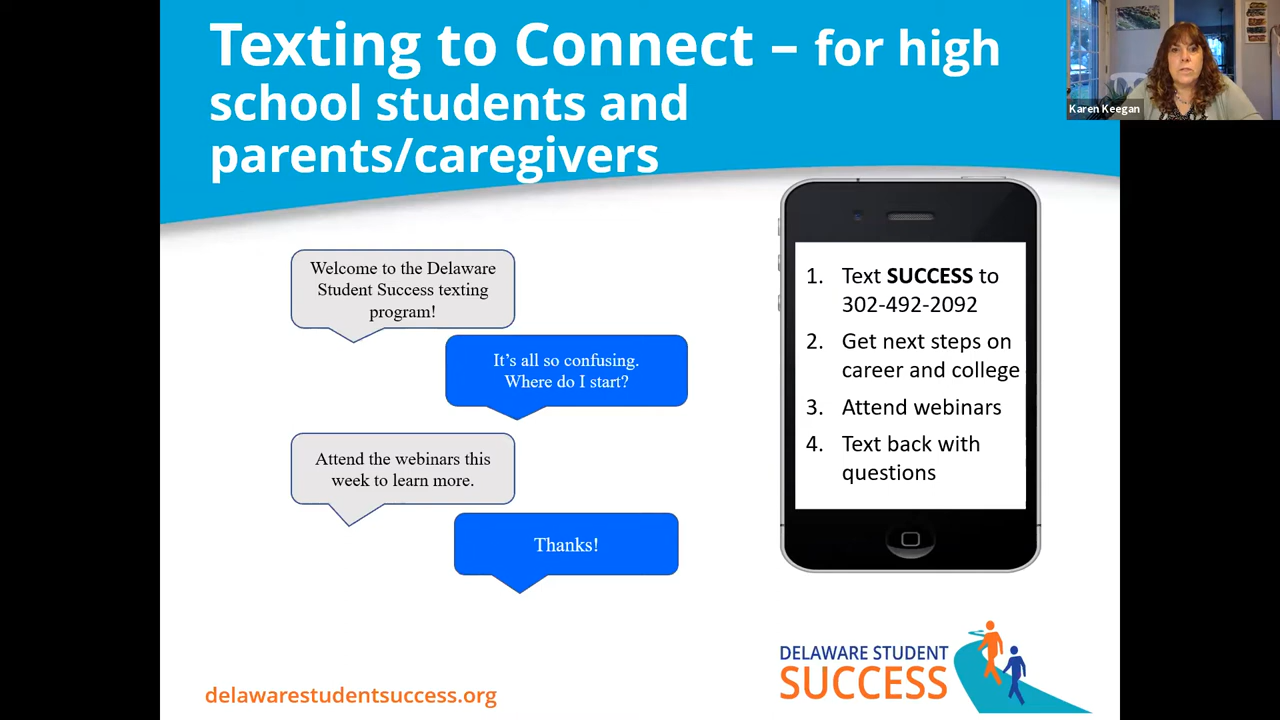 Texting to Connect – for high
school students and
parents/caregivers
Karen Keegan
Welcome to the Delaware
Student Success texting
program!
It’s all so confusing.
Where do I start?
Attend the webinars this
week to learn more.
Thanks!
1. Text SUCCESS to
302-492-2092
2. Get next steps on
career and college
3. Attend webinars
4. Text back with
questions
delawarestudentsuccess.org
DELAWARE STUDENT
SUCCESS